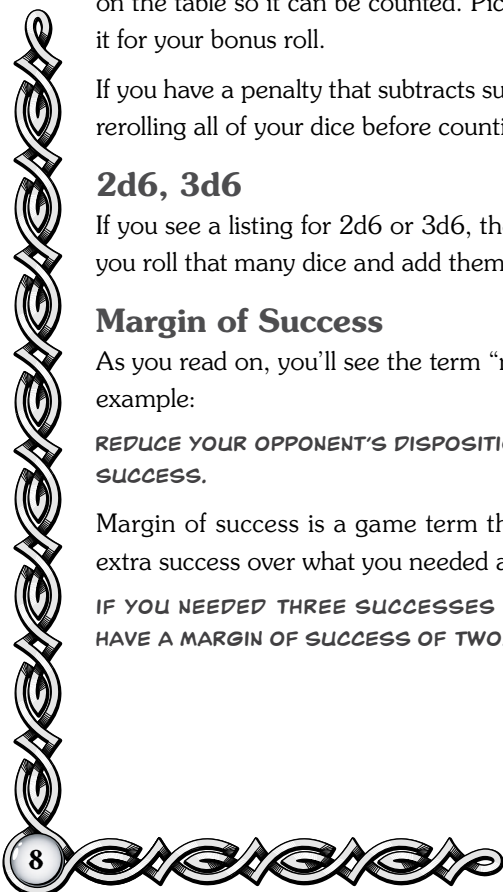 on the table so it can be counted. Pic
it for your bonus roll.
If you have a penalty that subtracts su
rerolling all of your dice before counti
2d6, 3d6
If you see a listing for 2d6 or 3d6, th
you roll that many dice and add them
Margin of Success
As you read on, you'll see the term "
example:
REDUCE YOUR OPPONENT'S DISPOSITI
SUCCESS.
Margin of success is a game term th
extra success over what you needed a
IF YOU NEEDED THREE SUCCESSES
HAVE A MARGIN OF SUCCESS OF TWO.
8